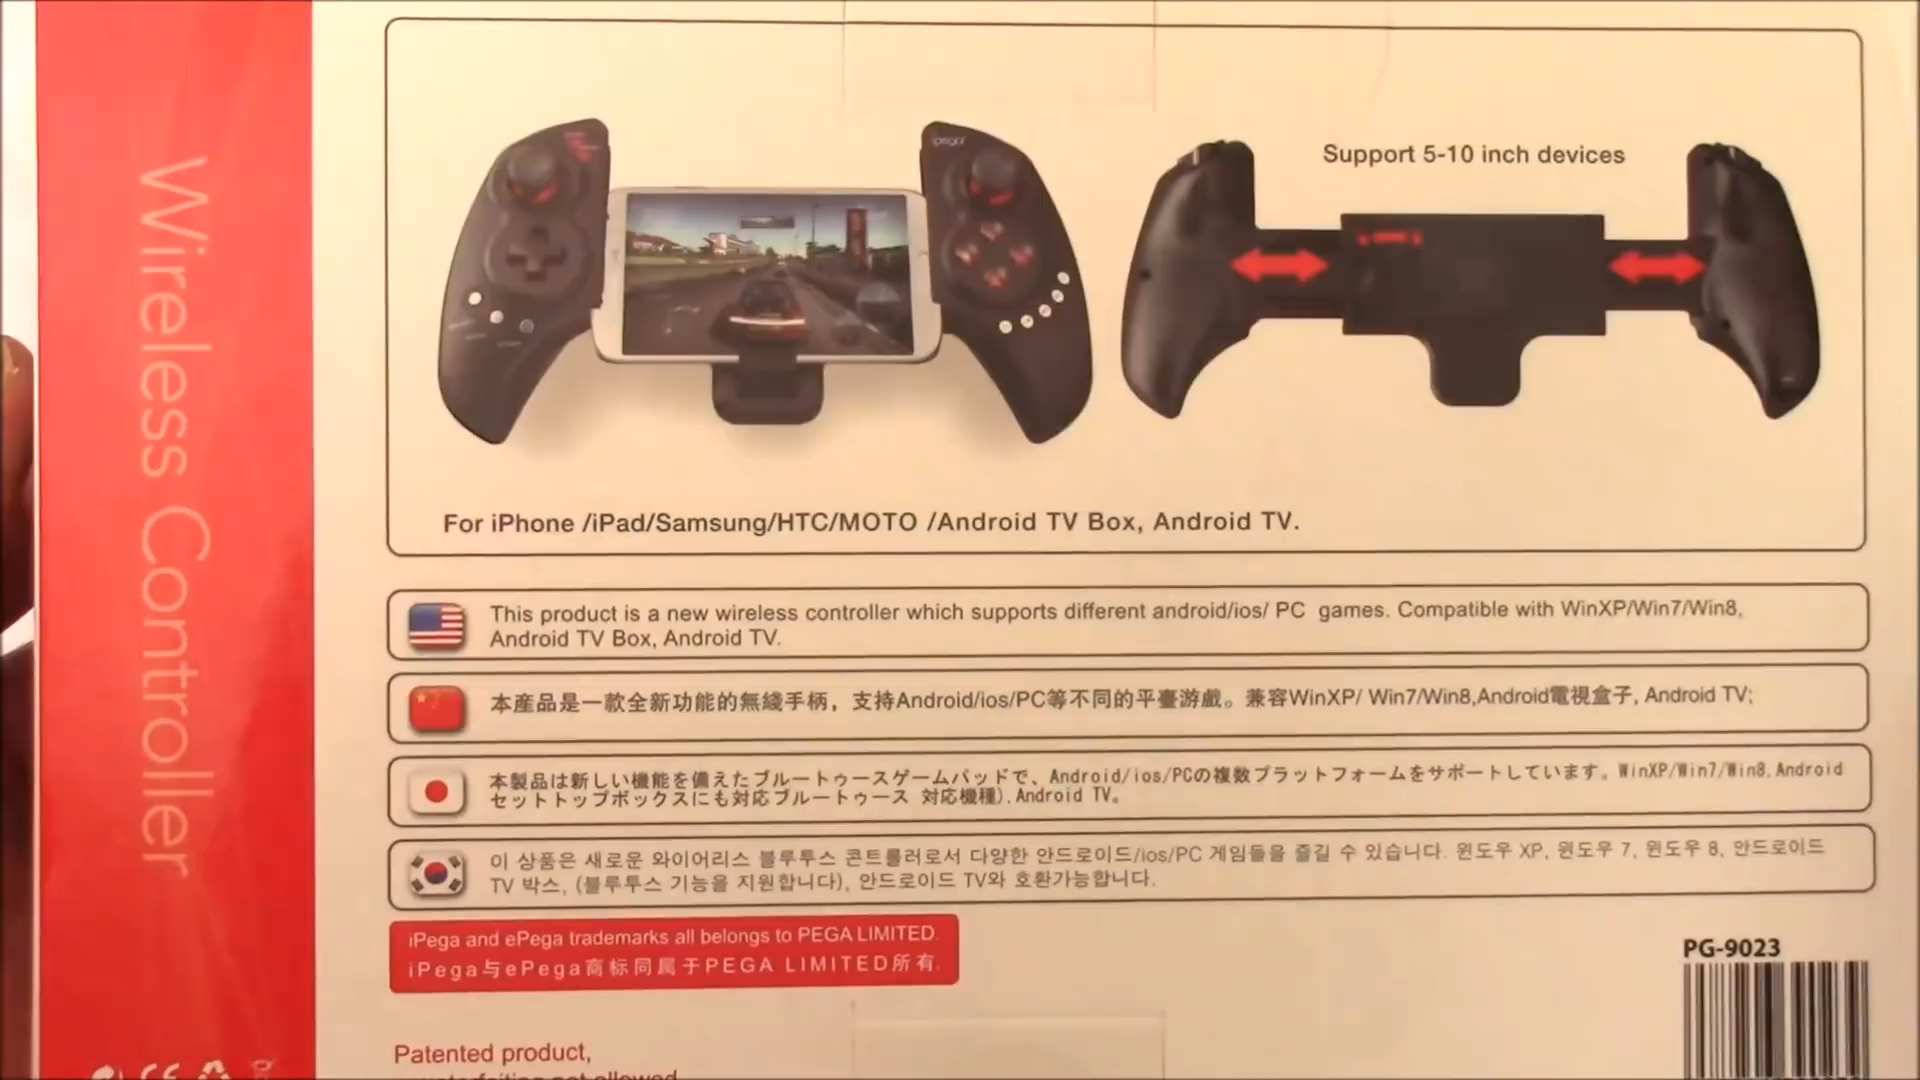 Wireless Controller
ipega
Support 5-10 inch devices
For iPhone /iPad/Samsung/HTC/MOTO /Android TV Box, Android TV.
This product is a new wireless controller which supports different android/ios/ PC games. Compatible with WinXP/Win7/Win8,
Android TV Box, Android TV.
本產品是一款全新功能的無綫手柄，支持Android/ios/PC等不同的平臺游戲。兼容WinXP/ Win7/Win8,Android電視盒子, Android TV;
本製品は新しい機能を備えたブルートゥースゲームパッドで、Android/ios/PCの複数プラットフォームをサポートしています。WinXP/Win7/Win8.Android
セットトップボックスにも対応ブルートゥース 対応機種).Android TV。
이 상품은 새로운 와이어리스 블루투스 콘트롤러로서 다양한 안드로이드/ios/PC 게임들을 즐길 수 있습니다. 윈도우 XP, 윈도우 7, 윈도우 8, 안드로이드
TV 박스, (블루투스 기능을 지원합니다), 안드로이드 TV와 호환가능합니다.
iPega and ePega trademarks all belongs to PEGA LIMITED.
iPega与ePega商标同属于PEGA LIMITED所有.
PG-9023
Patented product,